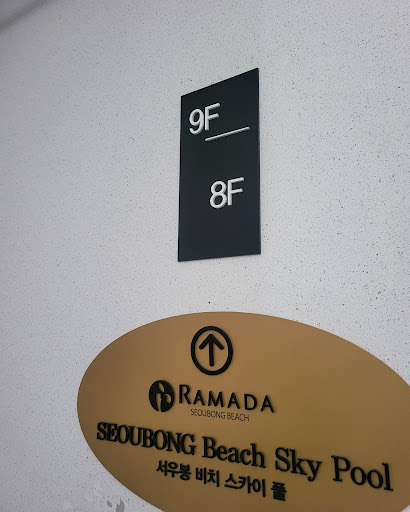 9F
8F
RAMADA
SEOUBONG BEACH
SEOUBONG Beach Sky Pool
서우봉 비치 스카이 풀